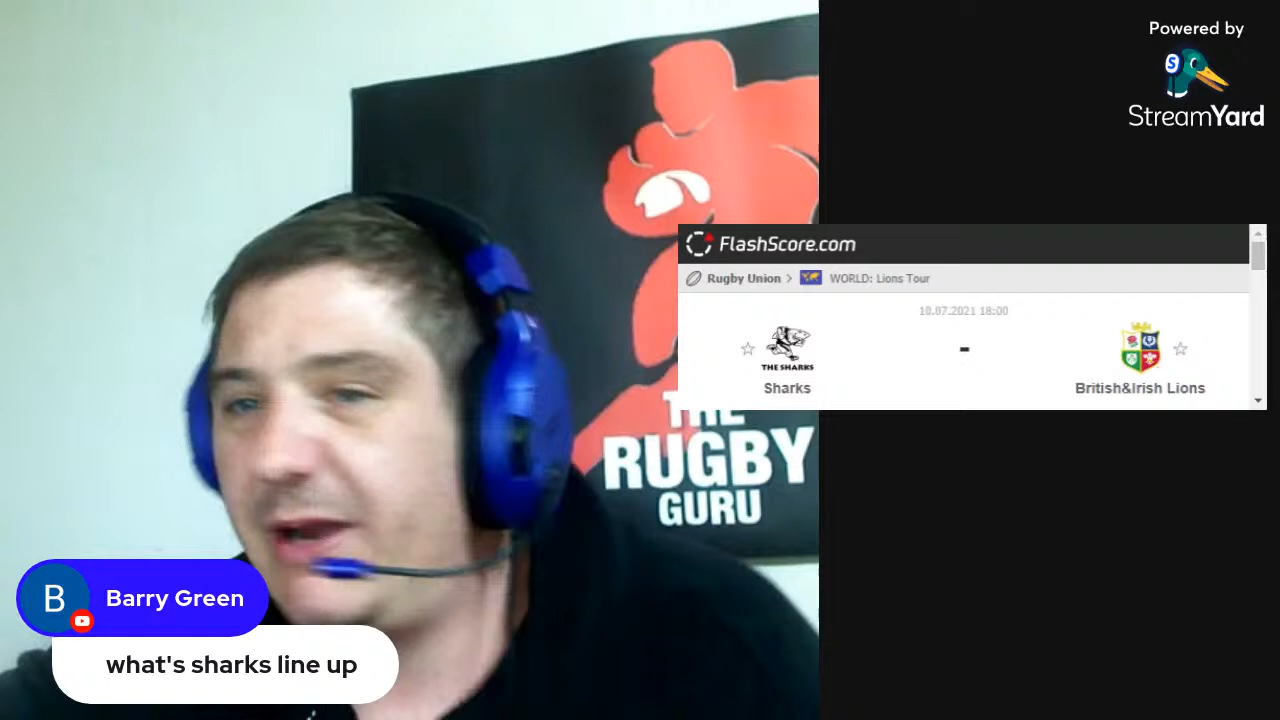 Powered by
StreamYard
FlashScore.com
Rugby Union > WORLD: Lions Tour
10.07.2021 18:00
THE SHARKS
-
Sharks
British&Irish Lions
THE
RUGBY
GURU
B
Barry Green
what's sharks line up